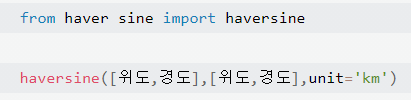 from haver sine import haversine
haversine([위도,경도],[위도,경도],unit='km')